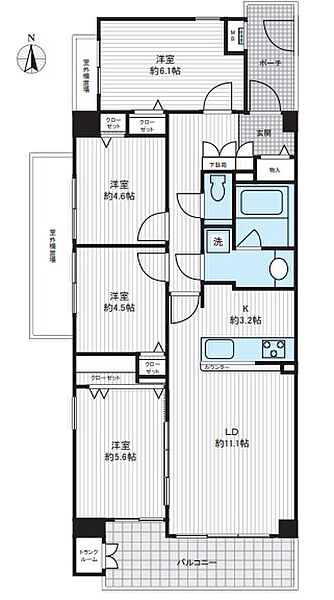 N
洋室
約6.1帖
MB
ポーチ
室外機置場
クローゼット
クローゼット
玄関
下駄箱
物入
洋室
約4.6帖
室外機置場
洗
洋室
約4.5帖
K
約3.2帖
クローゼット
クローゼット
カウンター
洋室
約5.6帖
LD
約11.1帖
トランクルーム
バルコニー